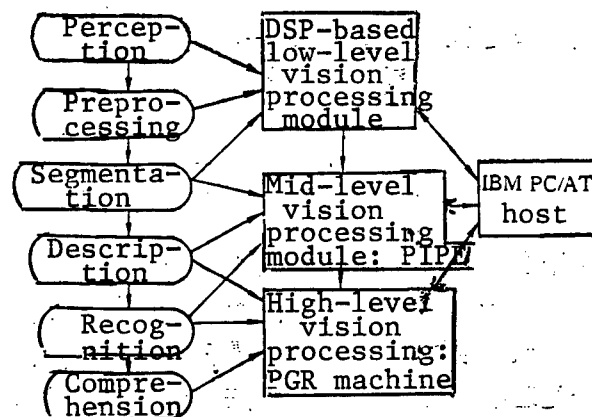 Percep-
tion
Prepro-
cessing
Segmenta-
tion
Descrip-
tion
Recog-
nition
Compre-
hension
DSP-based
low-level
vision
processing
module
Mid-level
vision
processing
module: PIPE
High-level
vision
processing:
PGR machine
IBM PC/AT
host